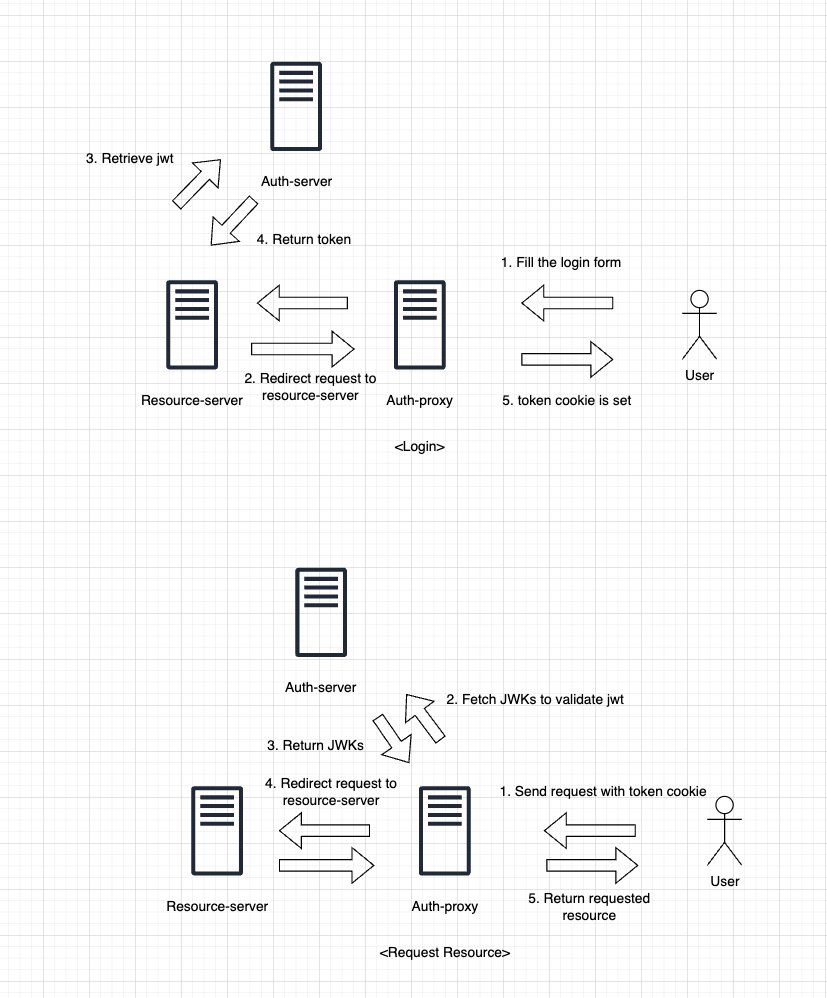 3. Retrieve jwt
Auth-server
4. Return token
1. Fill the login form
2. Redirect request to
resource-server
User
Resource-server
Auth-proxy
5. token cookie is set
<Login>
Auth-server
2. Fetch JWKs to validate jwt
3. Return JWKs
4. Redirect request to
resource-server
1. Send request with token cookie
User
5. Return requested
resource
Resource-server
Auth-proxy
<Request Resource>